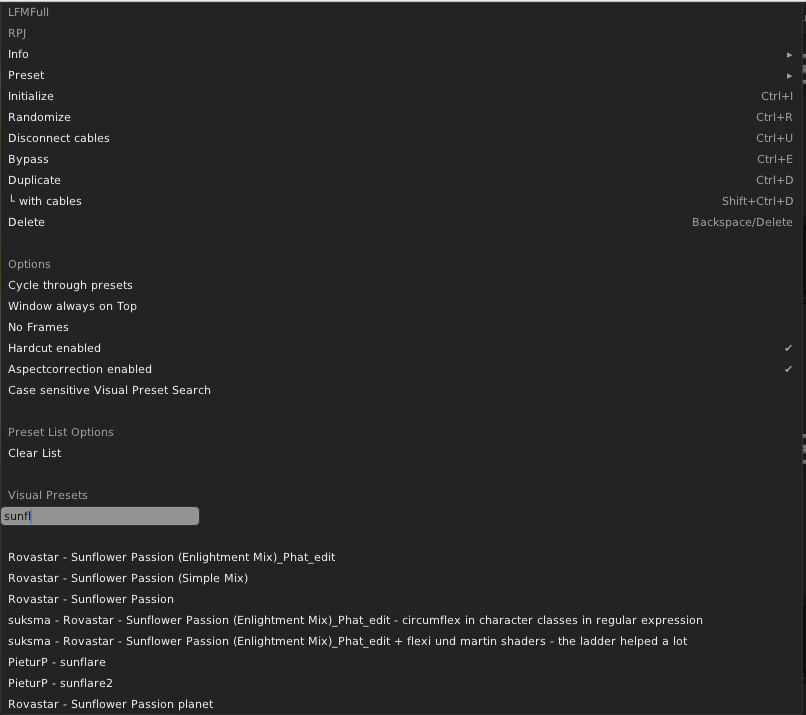 LFMFull
RPJ
Info ▸
Preset ▸
Initialize Ctrl+I
Randomize Ctrl+R
Disconnect cables Ctrl+U
Bypass Ctrl+E
Duplicate Ctrl+D
└ with cables Shift+Ctrl+D
Delete Backspace/Delete
Options
Cycle through presets
Window always on Top
No Frames
Hardcut enabled ✔
Aspectcorrection enabled ✔
Case sensitive Visual Preset Search
Preset List Options
Clear List
Visual Presets
sunfl
Rovastar - Sunflower Passion (Enlightment Mix)_Phat_edit
Rovastar - Sunflower Passion (Simple Mix)
Rovastar - Sunflower Passion
suksma - Rovastar - Sunflower Passion (Enlightment Mix)_Phat_edit - circumflex in character classes in regular expression
suksma - Rovastar - Sunflower Passion (Enlightment Mix)_Phat_edit + flexi und martin shaders - the ladder helped a lot
PieturP - sunflare
PieturP - sunflare2
Rovastar - Sunflower Passion planet